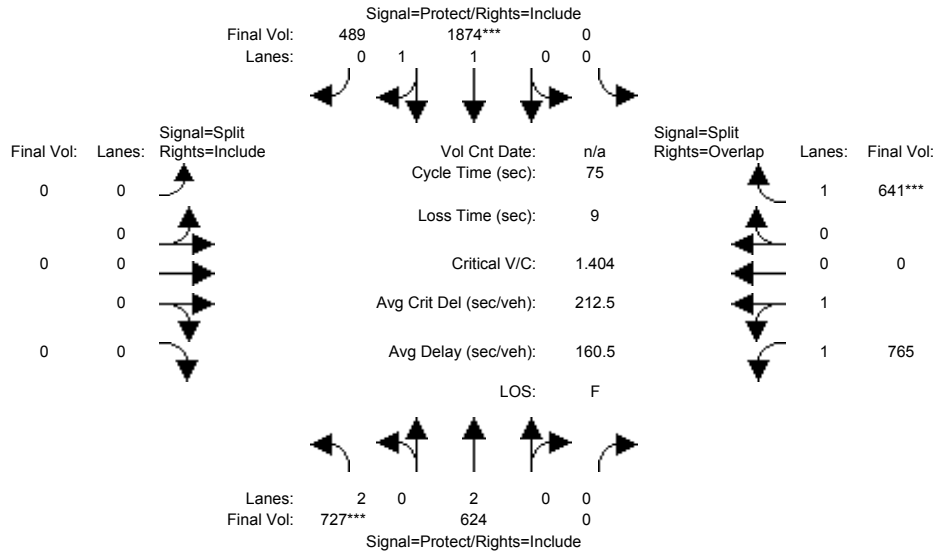 Signal=Protect/Rights=Include
Final Vol: 489 1874*** 0
Lanes: 0 1 1 0 0
Signal=Split
Final Vol: Lanes: Rights=Include
Vol Cnt Date: n/a
Signal=Split
Rights=Overlap Lanes: Final Vol:
Cycle Time (sec): 75
0 0
1 641***
Loss Time (sec): 9
0
0
0 0
Critical V/C: 1.404
0 0
0
Avg Crit Del (sec/veh): 212.5
1
0 0
Avg Delay (sec/veh): 160.5
1 765
LOS: F
Lanes: 2 0 2 0 0
Final Vol: 727*** 624 0
Signal=Protect/Rights=Include